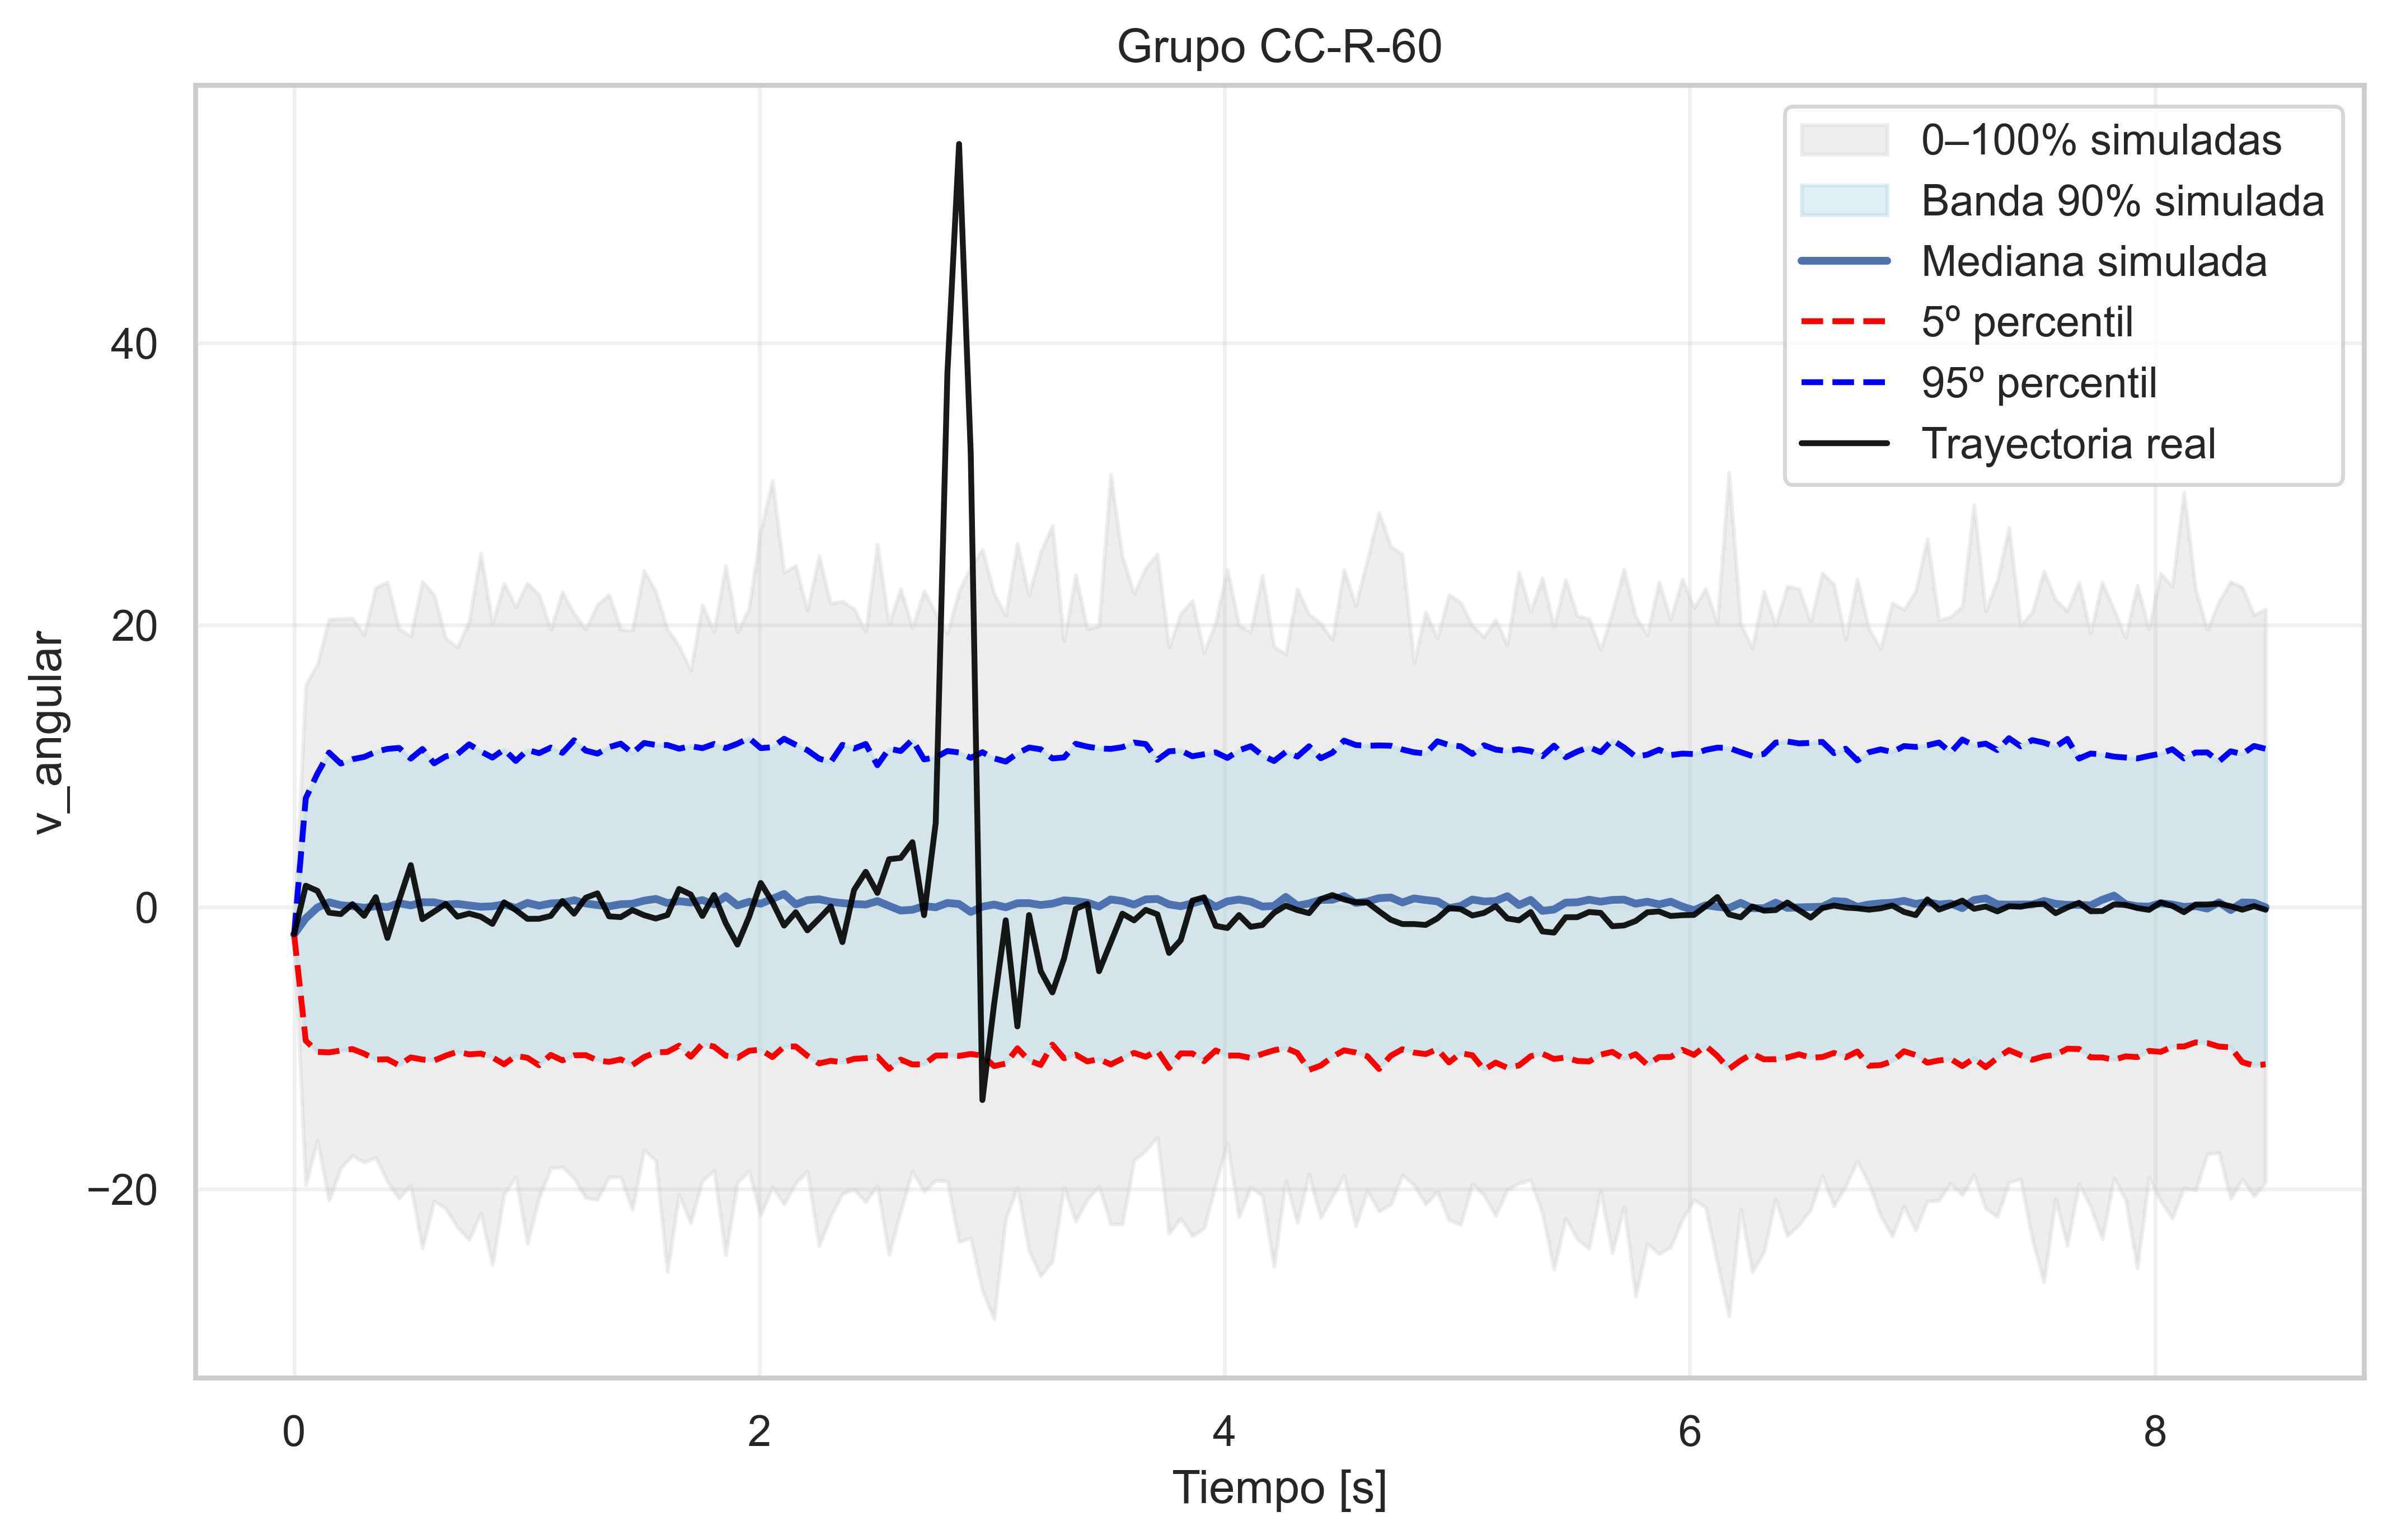 Grupo CC-R-60
0–100% simuladas
Banda 90% simulada
Mediana simulada
5º percentil
95º percentil
Trayectoria real
v_angular
40
20
0
−20
0 2 4 6 8
Tiempo [s]